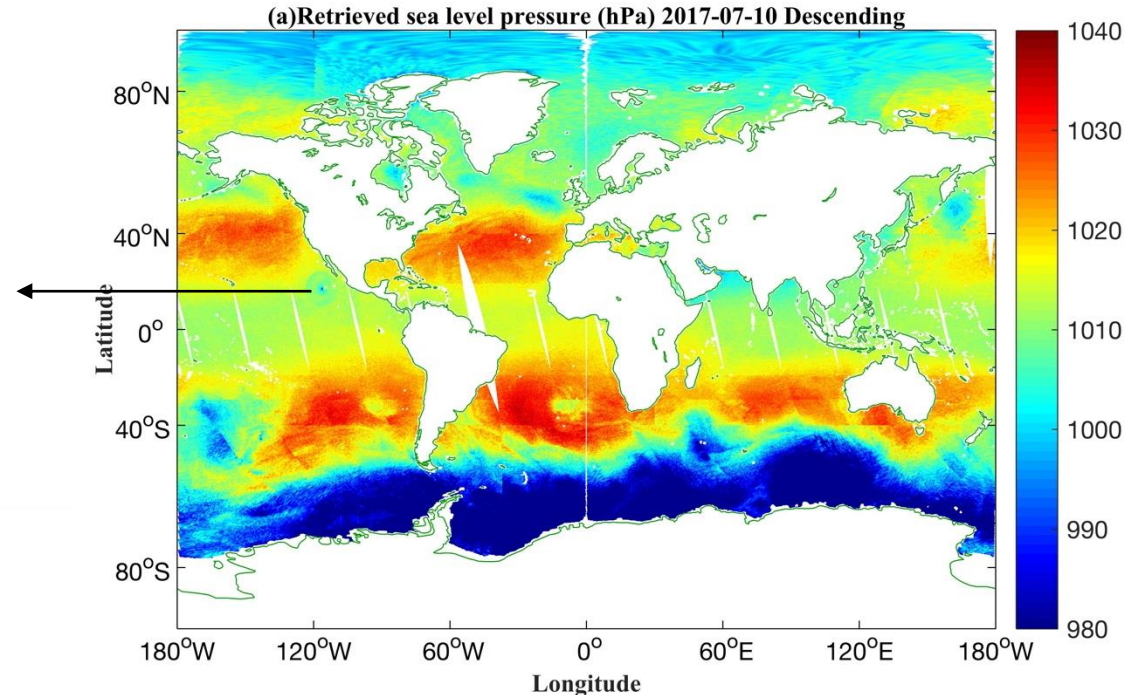 (a)Retrieved sea level pressure (hPa) 2017-07-10 Descending
80°N
40°N
0°
40°S
80°S
Latitude
180°W
120°W
60°W
0°
60°E
120°E
180°W
Longitude
1040
1030
1020
1010
1000
990
980